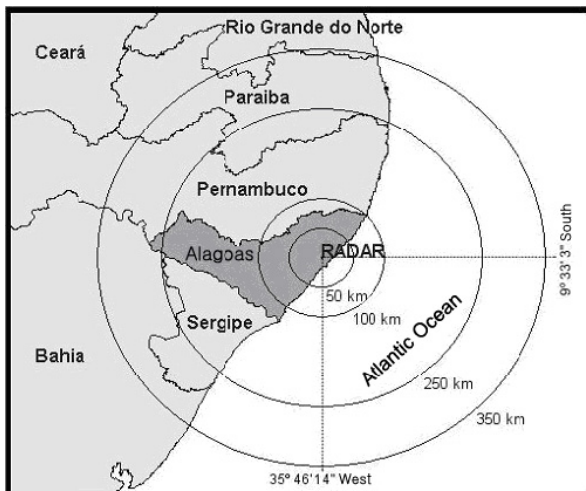 Rio Grande do Norte
Ceará
Paraiba
Pernambuco
Alagoas
RADAR
50 km
100 km
Sergipe
Bahia
Atlantic Ocean
250 km
350 km
9° 33' 3" South
35° 46'14" West